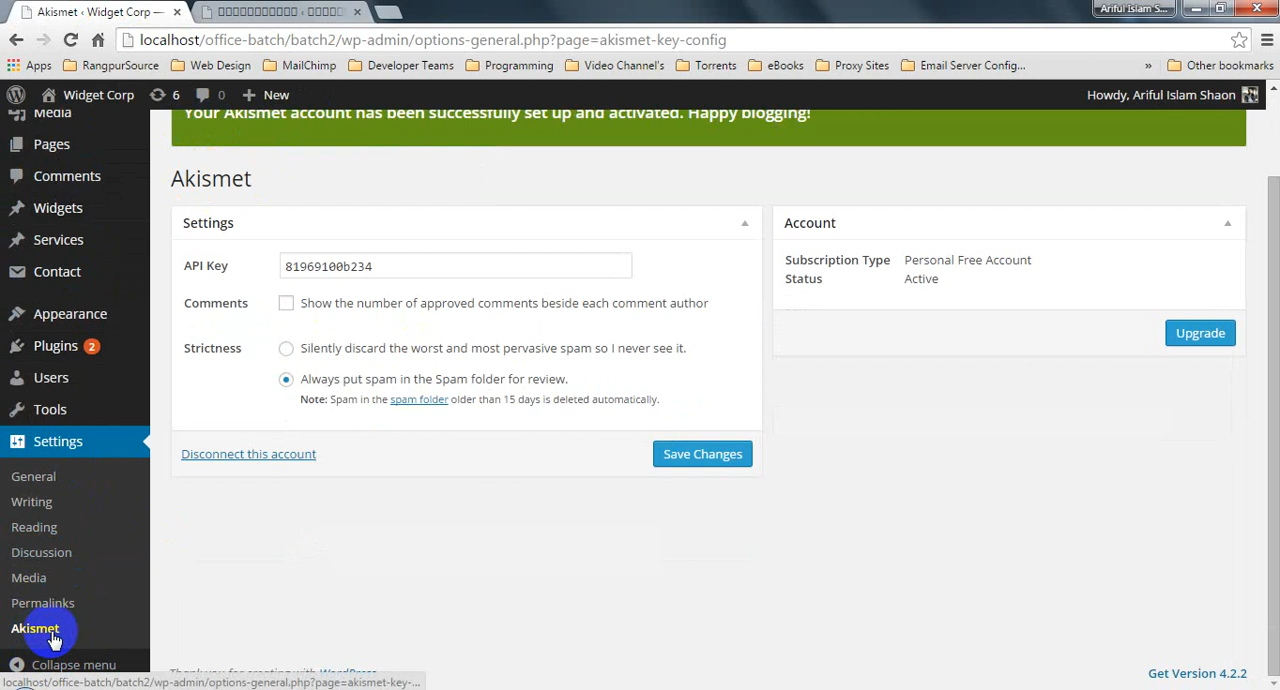 Akismet ‹ Widget Corp —
Ariful Islam S...
localhost/office-batch/batch2/wp-admin/options-general.php?page=akismet-key-config
Apps RangpurSource Web Design MailChimp Developer Teams Programming Video Channel's Torrents eBooks Proxy Sites Email Server Config... » Other bookmarks
Widget Corp 6 0 + New Howdy, Ariful Islam Shaon
Media
Your Akismet account has been successfully set up and activated. Happy blogging!
Pages
Comments
Widgets
Services
Contact
Appearance
Plugins 2
Users
Tools
Settings
General
Writing
Reading
Discussion
Media
Permalinks
Akismet
Collapse menu
Akismet
Settings
API Key 81969100b234
Comments Show the number of approved comments beside each comment author
Strictness Silently discard the worst and most pervasive spam so I never see it.
Always put spam in the Spam folder for review.
Note: Spam in the spam folder older than 15 days is deleted automatically.
Disconnect this account Save Changes
Account
Subscription Type Personal Free Account
Status Active
Upgrade
Thank you for creating with WordPress
Get Version 4.2.2
localhost/office-batch/batch2/wp-admin/options-general.php?page=akismet-key-...